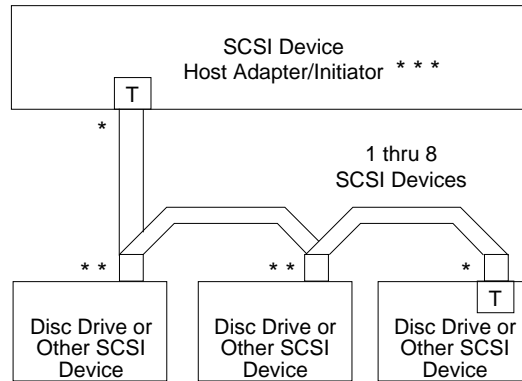 SCSI Device
Host Adapter/Initiator * * *
T
*
1 thru 8
SCSI Devices
* *
* *
*
T
Disc Drive or
Other SCSI
Device
Disc Drive or
Other SCSI
Device
Disc Drive or
Other SCSI
Device